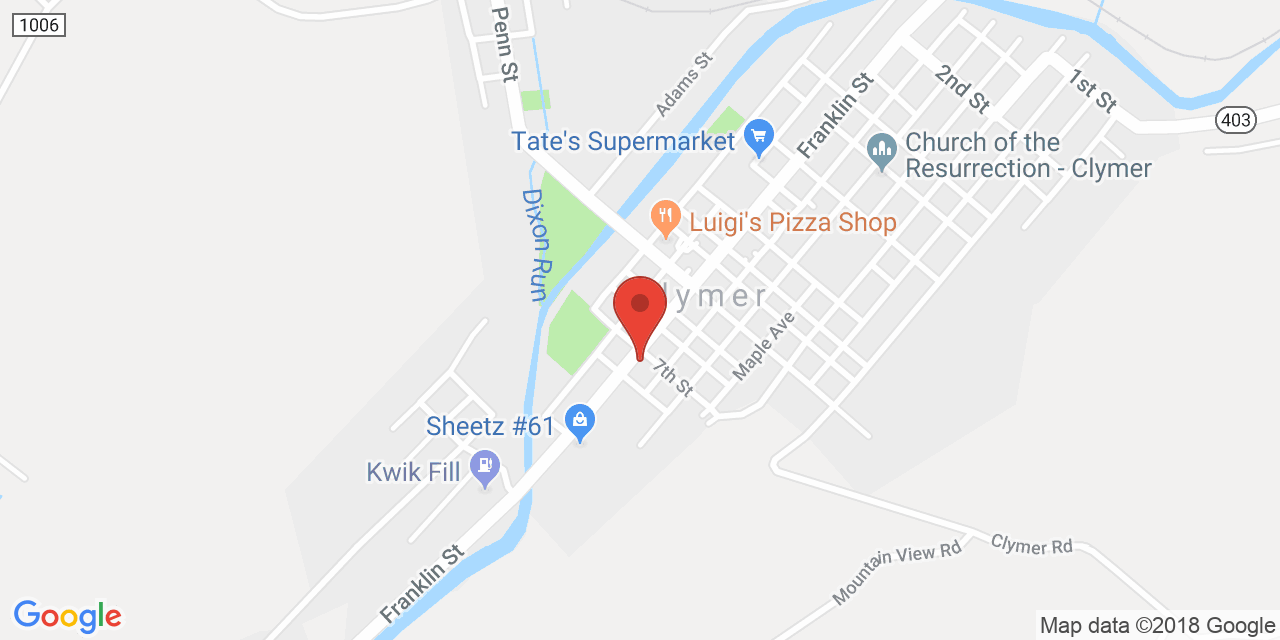 1006
Penn St
Adams St
2nd St
1st St
403
Franklin St
Tate's Supermarket
Church of the
Resurrection - Clymer
Dixon Run
Luigi's Pizza Shop
lymer
Maple Ave
7th St
Sheetz #61
Kwik Fill
Franklin St
Mountain View Rd
Clymer Rd
Google
Map data ©2018 Google